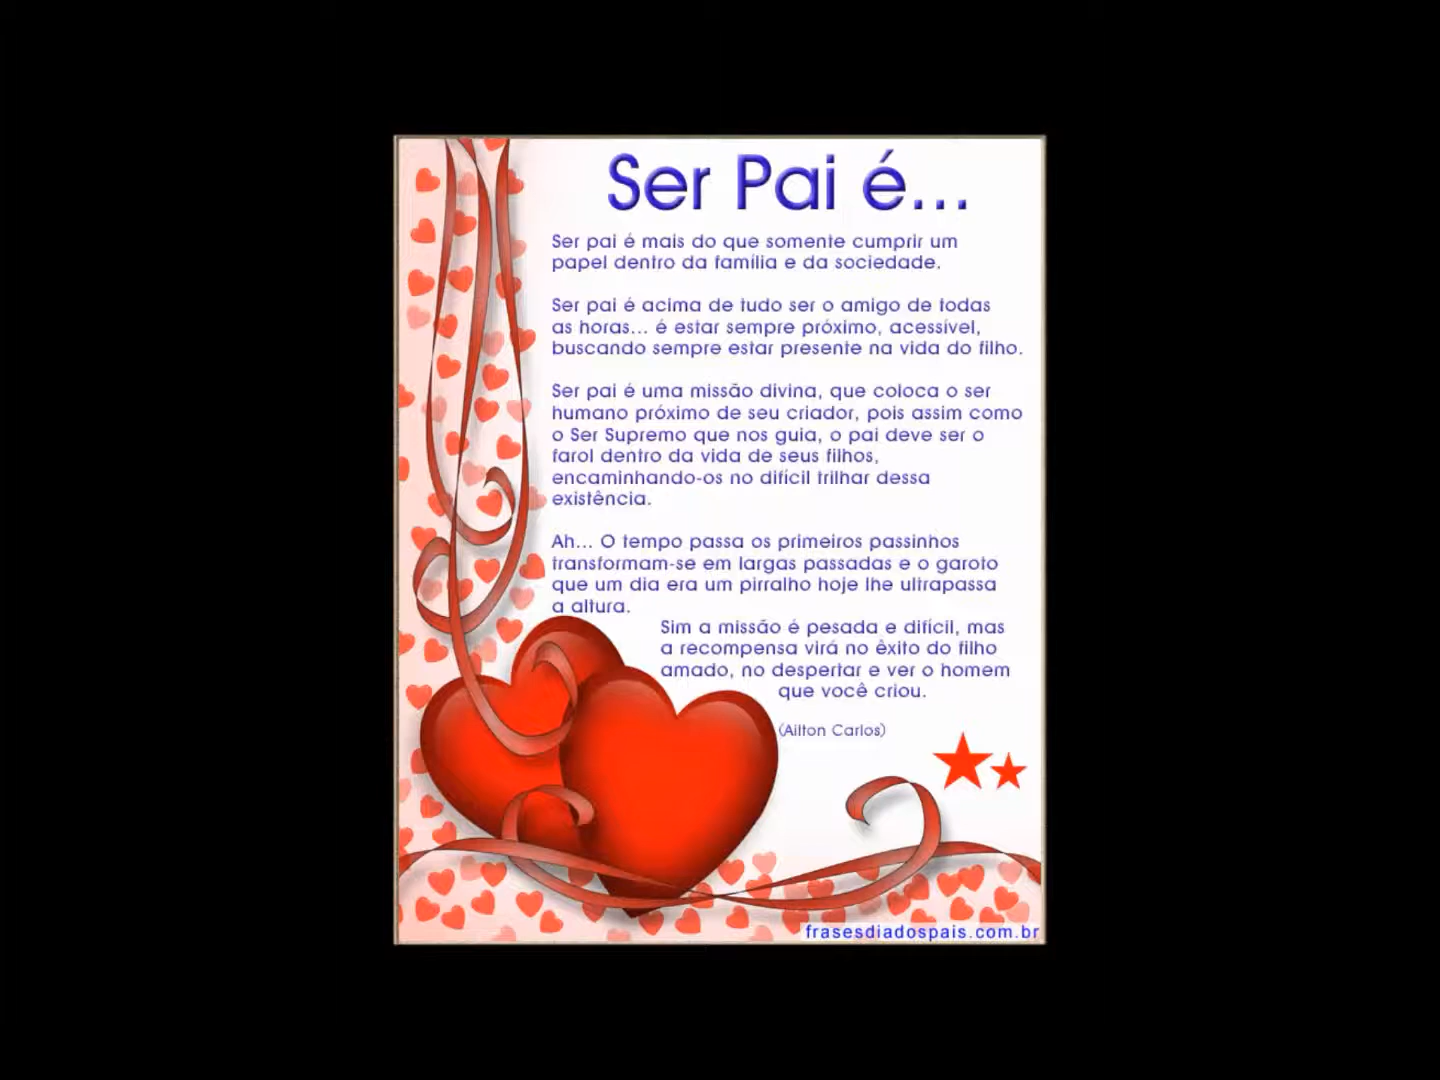 Ser Pai é...
Ser pai é mais do que somente cumprir um
papel dentro da família e da sociedade.
Ser pai é acima de tudo ser o amigo de todas
as horas... é estar sempre próximo, acessível,
buscando sempre estar presente na vida do filho.
Ser pai é uma missão divina, que coloca o ser
humano próximo de seu criador, pois assim como
o Ser Supremo que nos guia, o pai deve ser o
farol dentro da vida de seus filhos,
encaminhando-os no difícil trilhar dessa
existência.
Ah... O tempo passa os primeiros passinhos
transformam-se em largas passadas e o garoto
que um dia era um pirralho hoje lhe ultrapassa
a altura.
Sim a missão é pesada e difícil, mas
a recompensa virá no êxito do filho
amado, no despertar e ver o homem
que você criou.
(Ailton Carlos)
frasesdiadospais.com.br